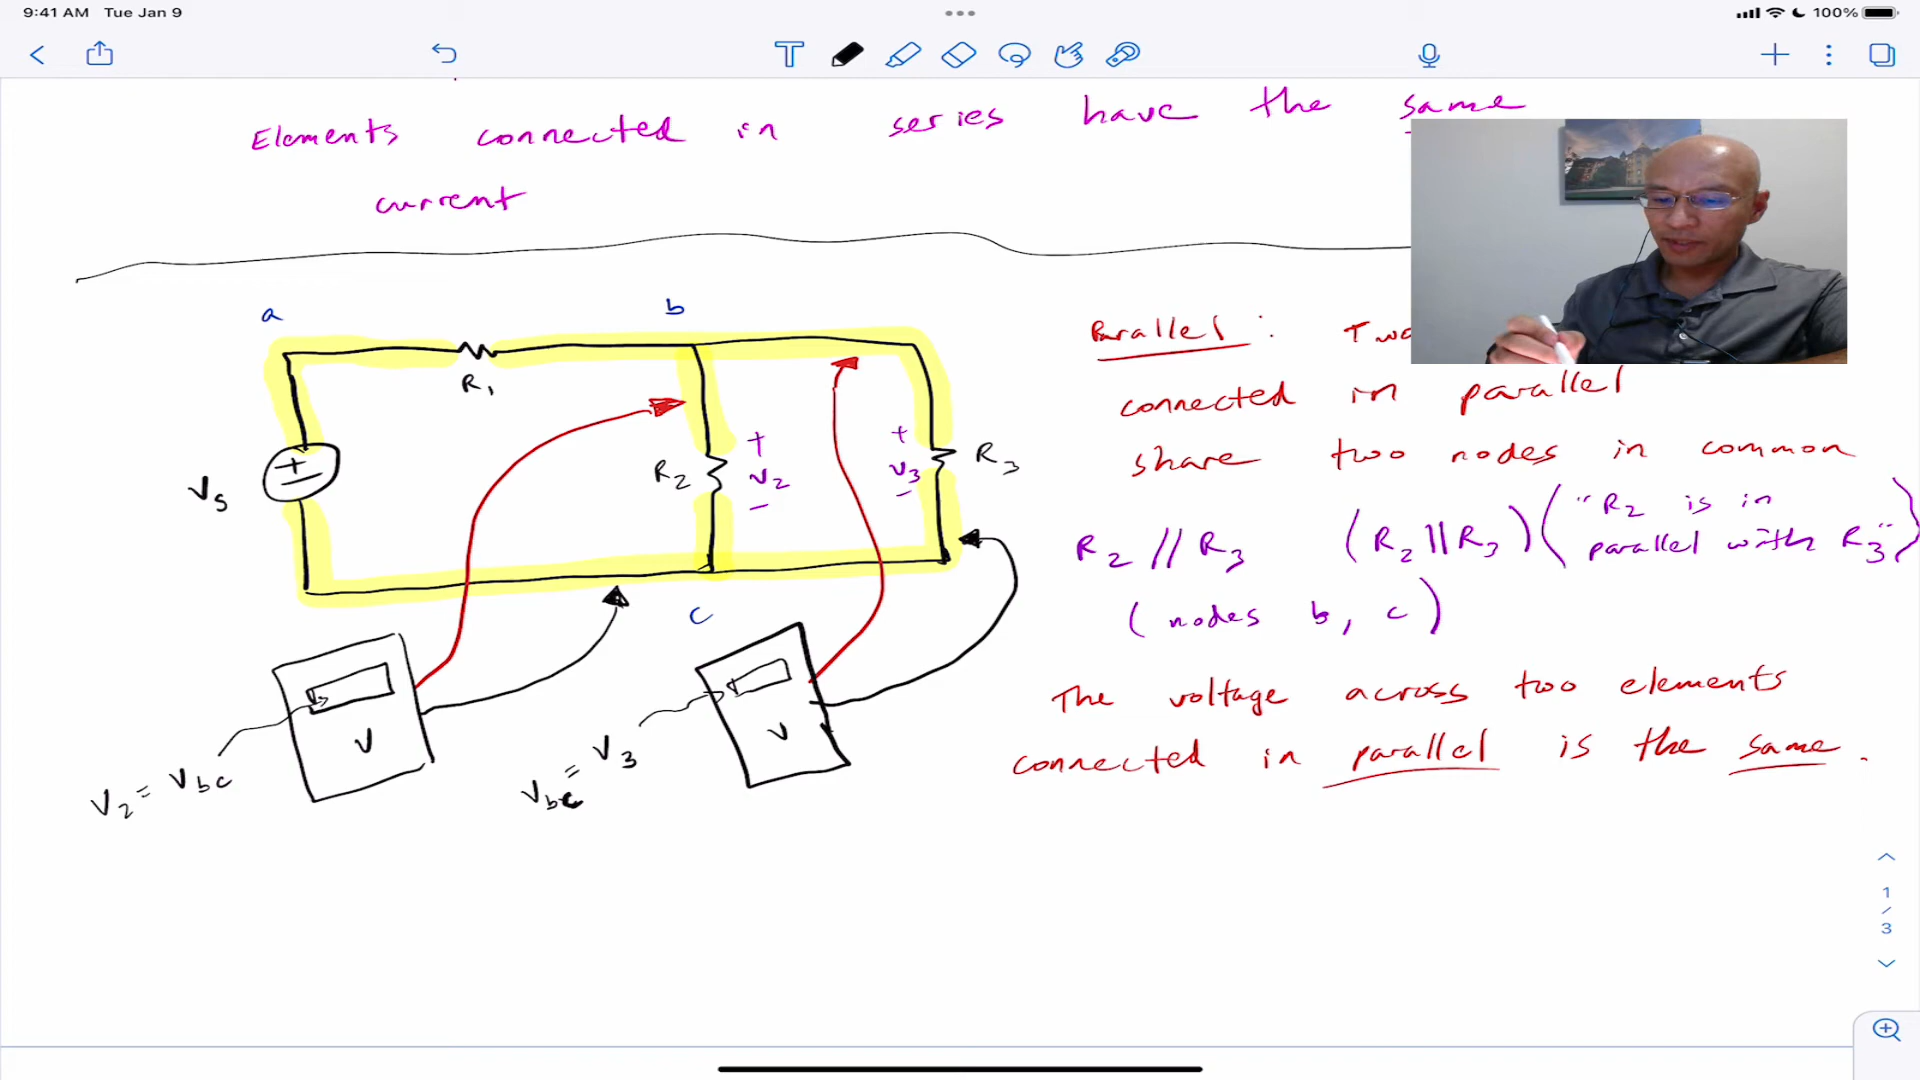 9:41 AM Tue Jan 9
100%
Elements connected in series have the same
current
a
b
R1
Parallel :
connected in parallel
share two nodes in common
Vs
+
−
R2
+
v2
−
+
v3
−
R3
R2 // R3 (R2 || R3) ("R2 is in
parallel with R3")
(nodes b, c)
c
The voltage across two elements
connected in parallel is the same.
V
V
V2 = Vbc
Vbc = V3
1
/
3